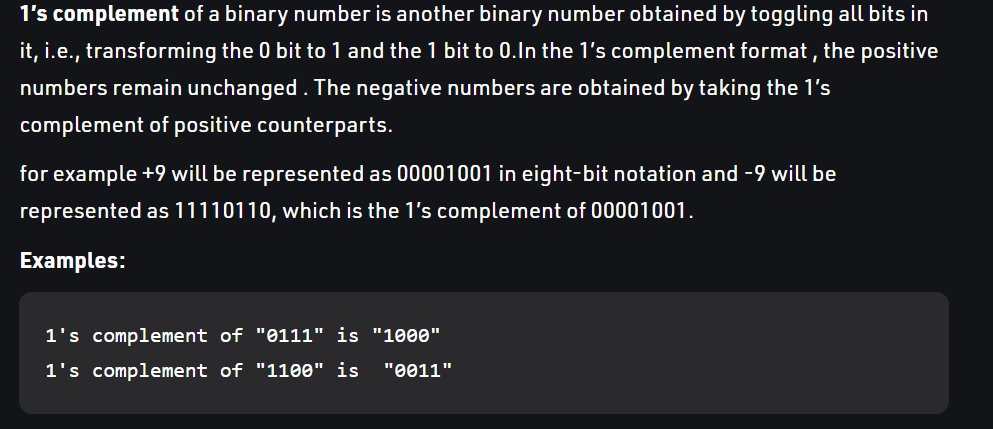 1’s complement of a binary number is another binary number obtained by toggling all bits in
it, i.e., transforming the 0 bit to 1 and the 1 bit to 0.In the 1’s complement format , the positive
numbers remain unchanged . The negative numbers are obtained by taking the 1’s
complement of positive counterparts.
for example +9 will be represented as 00001001 in eight-bit notation and -9 will be
represented as 11110110, which is the 1’s complement of 00001001.
Examples:
1's complement of "0111" is "1000"
1's complement of "1100" is  "0011"